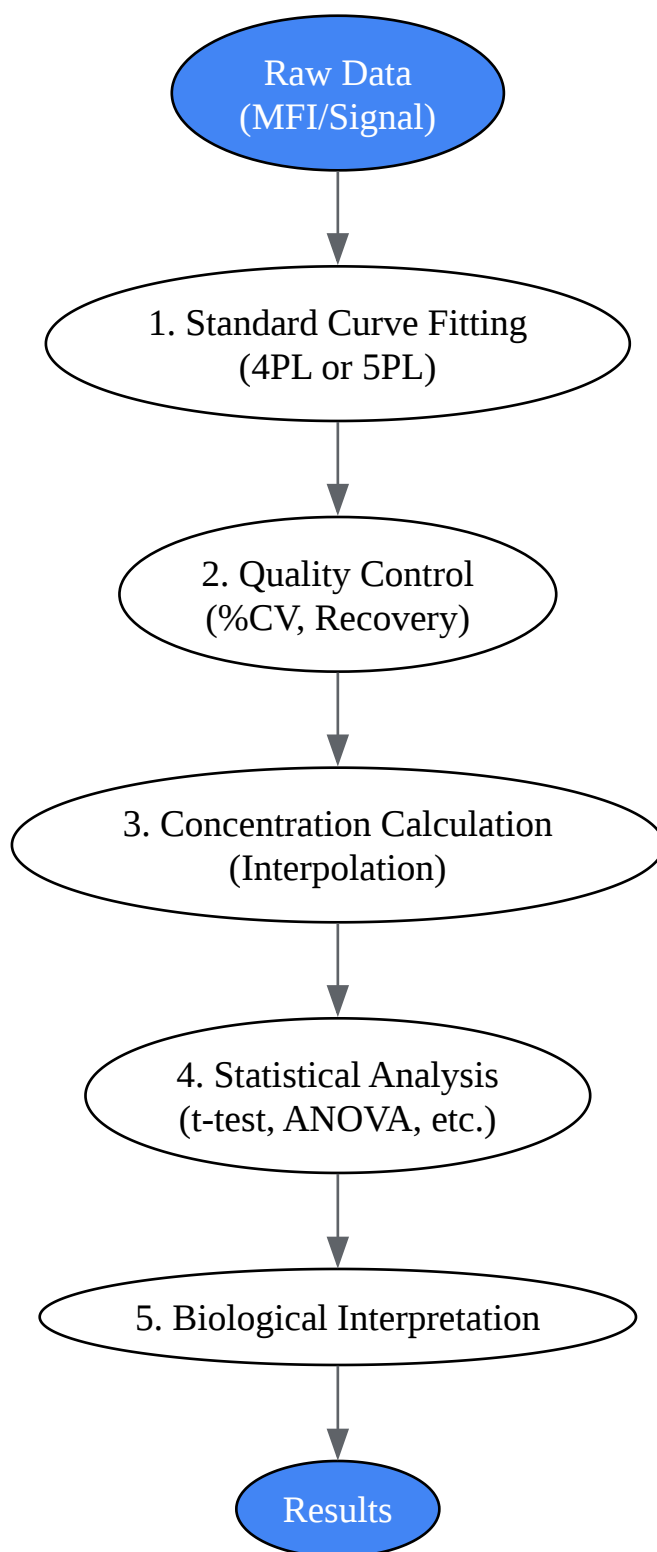 Raw Data
(MFI/Signal)
1. Standard Curve Fitting
(4PL or 5PL)
2. Quality Control
(%CV, Recovery)
3. Concentration Calculation
(Interpolation)
4. Statistical Analysis
(t-test, ANOVA, etc.)
5. Biological Interpretation
Results